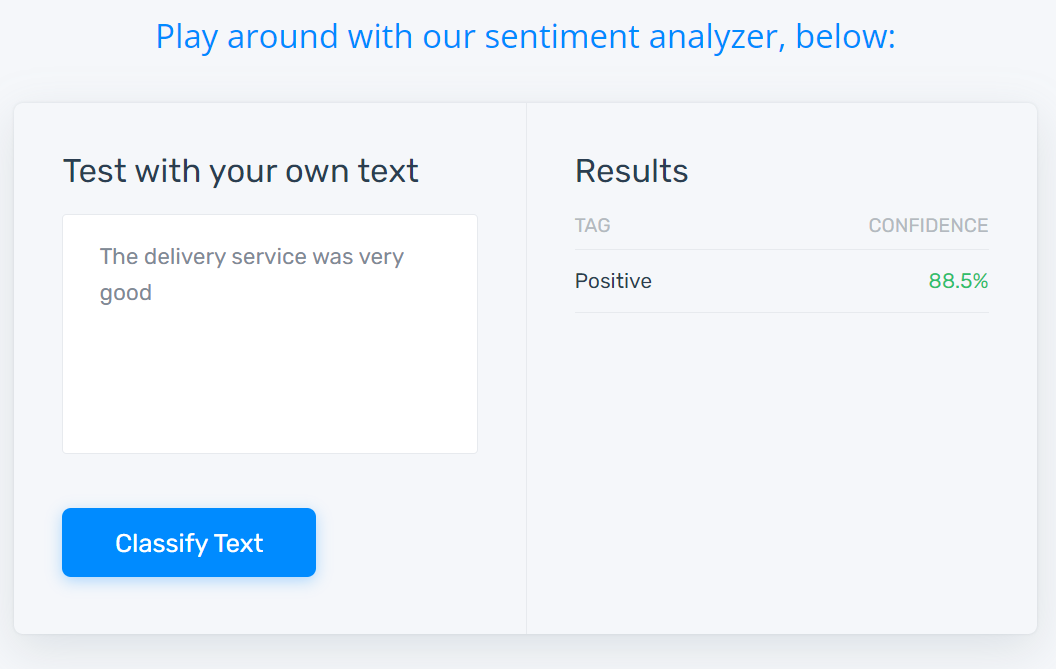 Play around with our sentiment analyzer, below:
Test with your own text
The delivery service was very
good
Classify Text
Results
TAG CONFIDENCE
Positive 88.5%